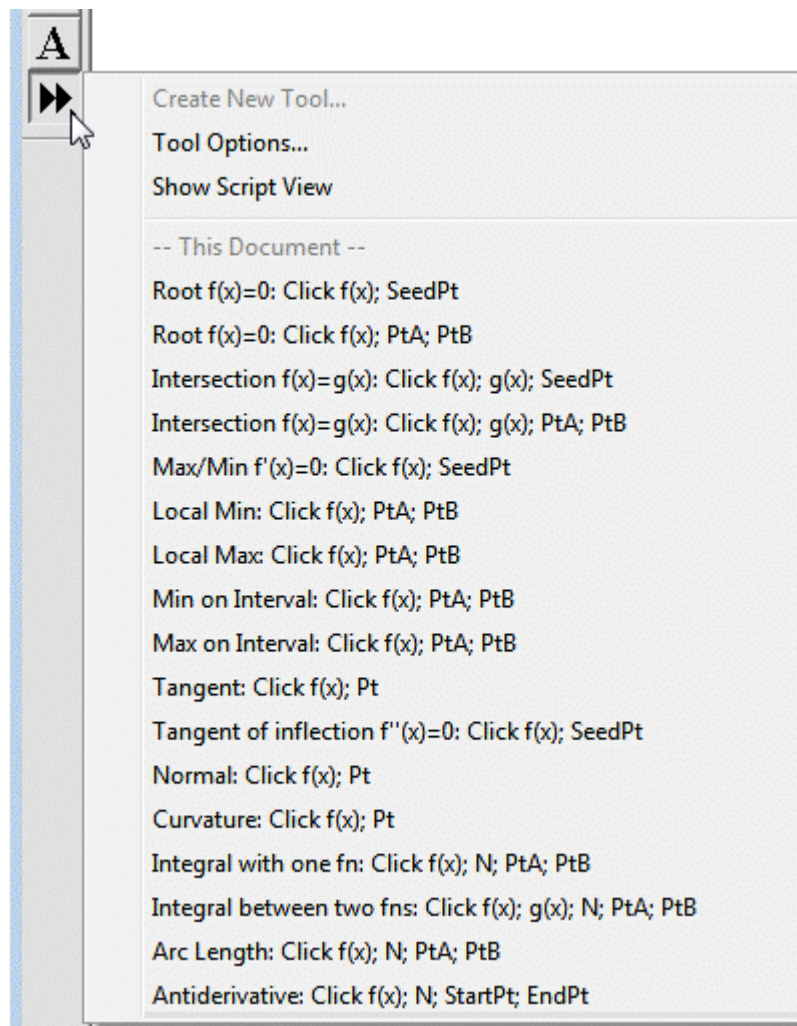 A
Create New Tool...
Tool Options...
Show Script View
-- This Document --
Root f(x)=0: Click f(x); SeedPt
Root f(x)=0: Click f(x); PtA; PtB
Intersection f(x)=g(x): Click f(x); g(x); SeedPt
Intersection f(x)=g(x): Click f(x); g(x); PtA; PtB
Max/Min f'(x)=0: Click f(x); SeedPt
Local Min: Click f(x); PtA; PtB
Local Max: Click f(x); PtA; PtB
Min on Interval: Click f(x); PtA; PtB
Max on Interval: Click f(x); PtA; PtB
Tangent: Click f(x); Pt
Tangent of inflection f''(x)=0: Click f(x); SeedPt
Normal: Click f(x); Pt
Curvature: Click f(x); Pt
Integral with one fn: Click f(x); N; PtA; PtB
Integral between two fns: Click f(x); g(x); N; PtA; PtB
Arc Length: Click f(x); N; PtA; PtB
Antiderivative: Click f(x); N; StartPt; EndPt